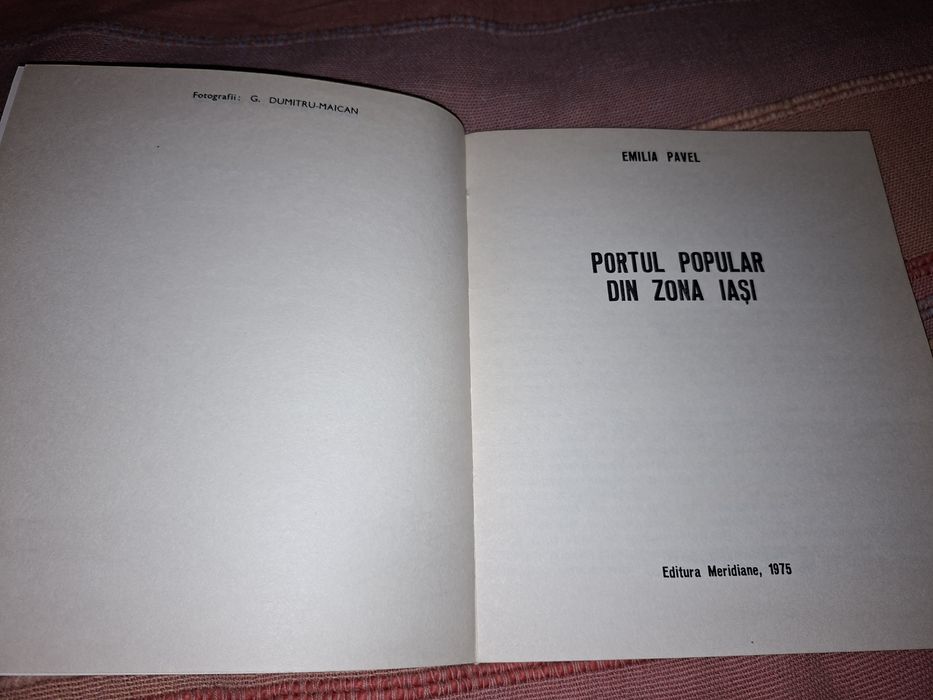 Fotografii: G. DUMITRU-MAICAN
EMILIA PAVEL
PORTUL POPULAR
DIN ZONA IAȘI
Editura Meridiane, 1975